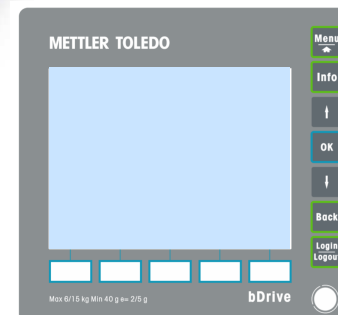 METTLER TOLEDO
Menu
Info
OK
Back
Login
Logout
Max 6/15 kg Min 40 g e= 2/5 g
bDrive